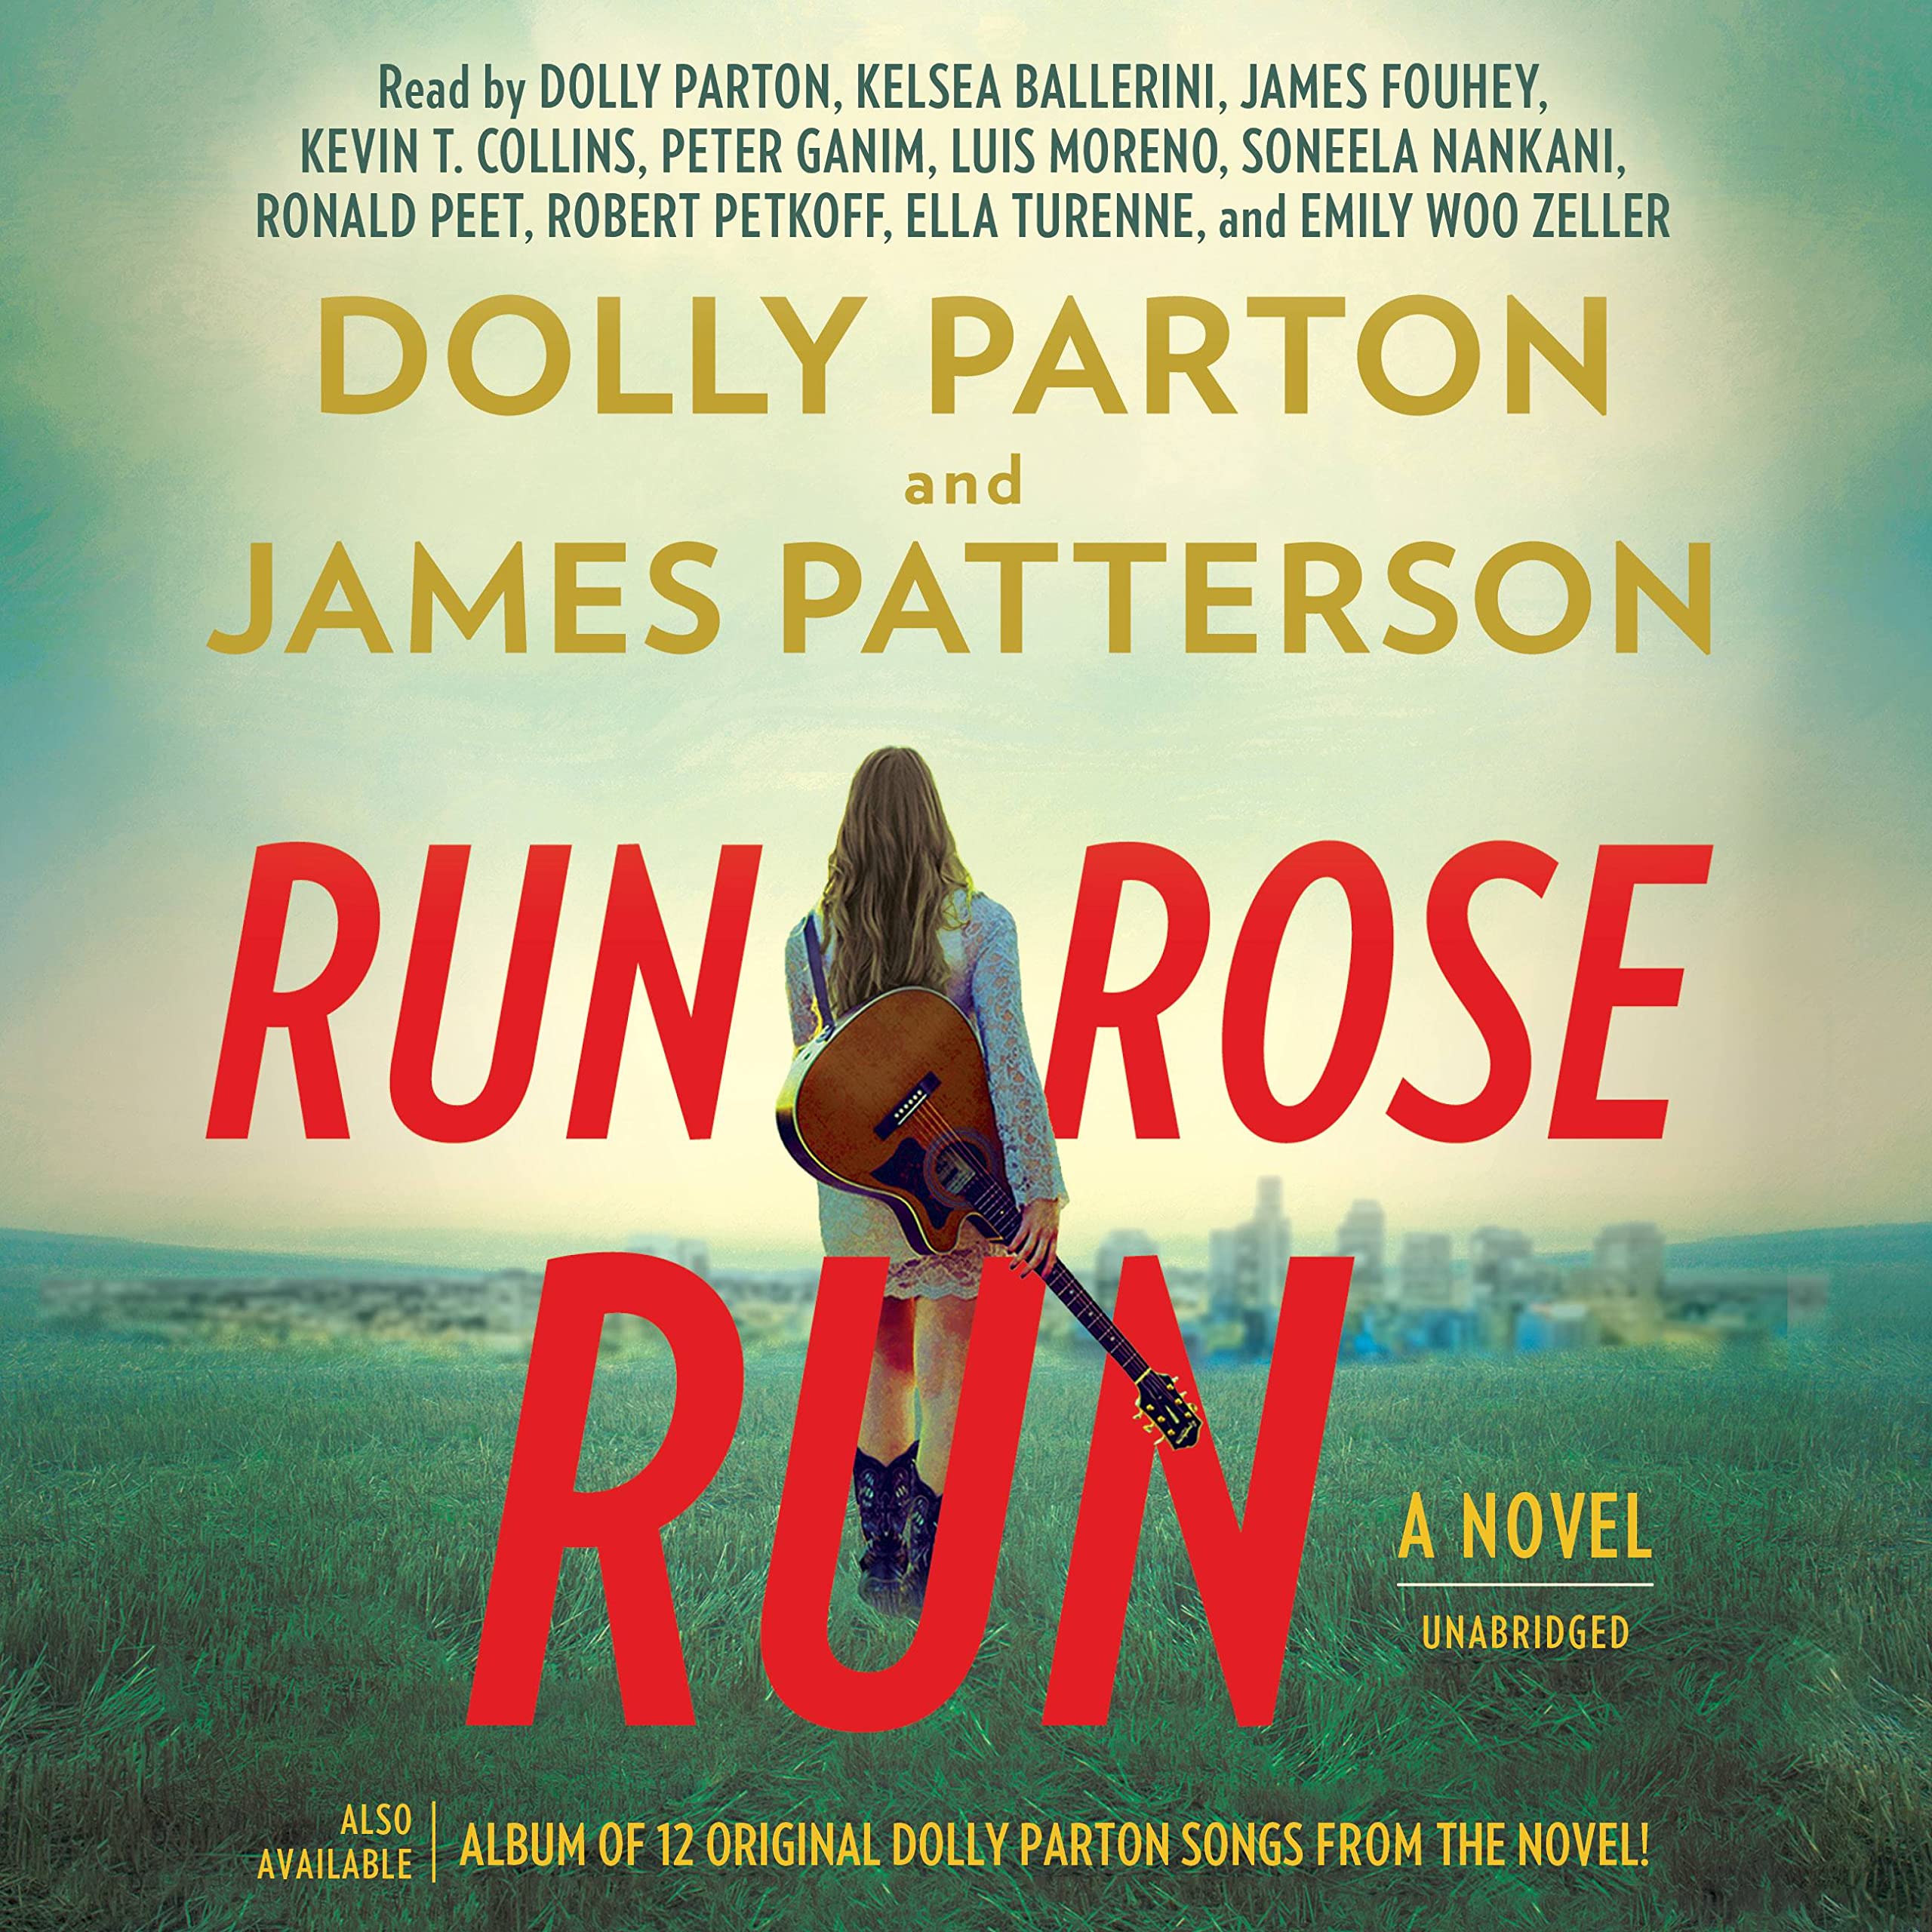 Read by DOLLY PARTON, KELSEA BALLERINI, JAMES FOUHEY,
KEVIN T. COLLINS, PETER GANIM, LUIS MORENO, SONEELA NANKANI,
RONALD PEET, ROBERT PETKOFF, ELLA TURENNE, and EMILY WOO ZELLER
DOLLY PARTON
and
JAMES PATTERSON
RUN ROSE
RUN
A NOVEL
UNABRIDGED
ALSO
AVAILABLE
ALBUM OF 12 ORIGINAL DOLLY PARTON SONGS FROM THE NOVEL!